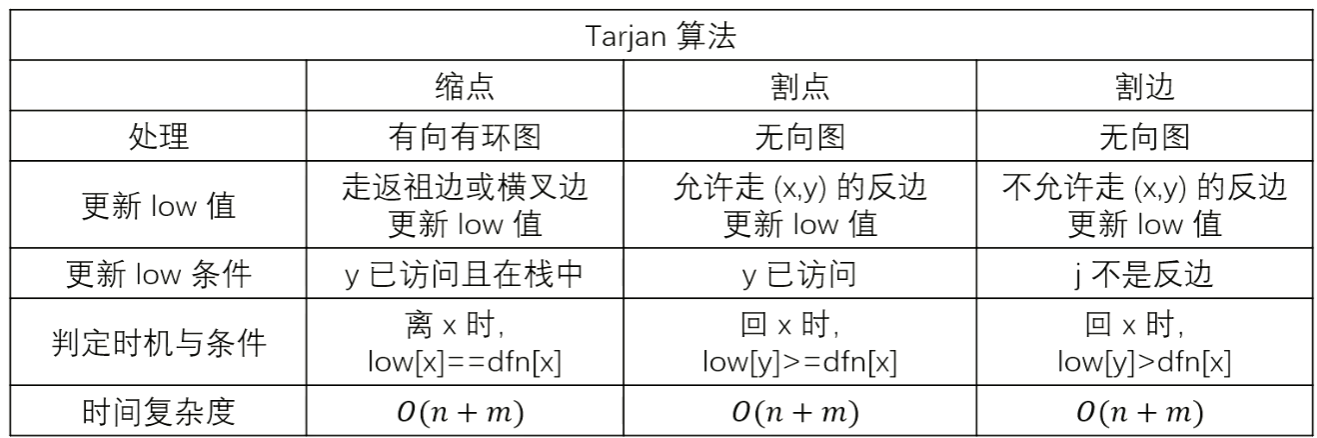 Tarjan 算法
缩点 割点 割边
处理 有向有环图 无向图 无向图
更新 low 值 走返祖边或横叉边 更新 low 值 允许走 (x,y) 的反边 更新 low 值 不允许走 (x,y) 的反边 更新 low 值
更新 low 条件 y 已访问且在栈中 y 已访问 j 不是反边
判定时机与条件 离 x 时, low[x]==dfn[x] 回 x 时, low[y]>=dfn[x] 回 x 时, low[y]>dfn[x]
时间复杂度 O(n + m) O(n + m) O(n + m)